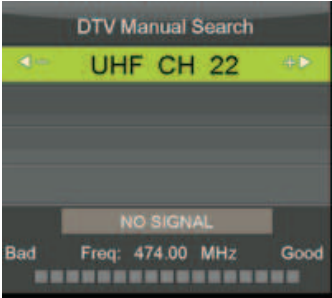 DTV Manual Search
UHF CH 22
NO SIGNAL
Bad Freq: 474.00 MHz Good